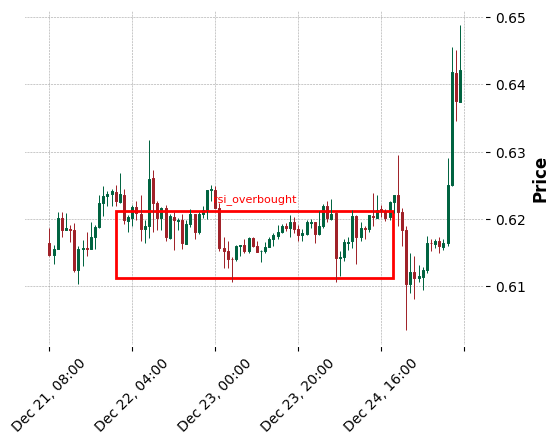 0.65
0.64
0.63
si_overbought
0.62
0.61
Price
Dec 21, 08:00
Dec 22, 04:00
Dec 23, 00:00
Dec 23, 20:00
Dec 24, 16:00